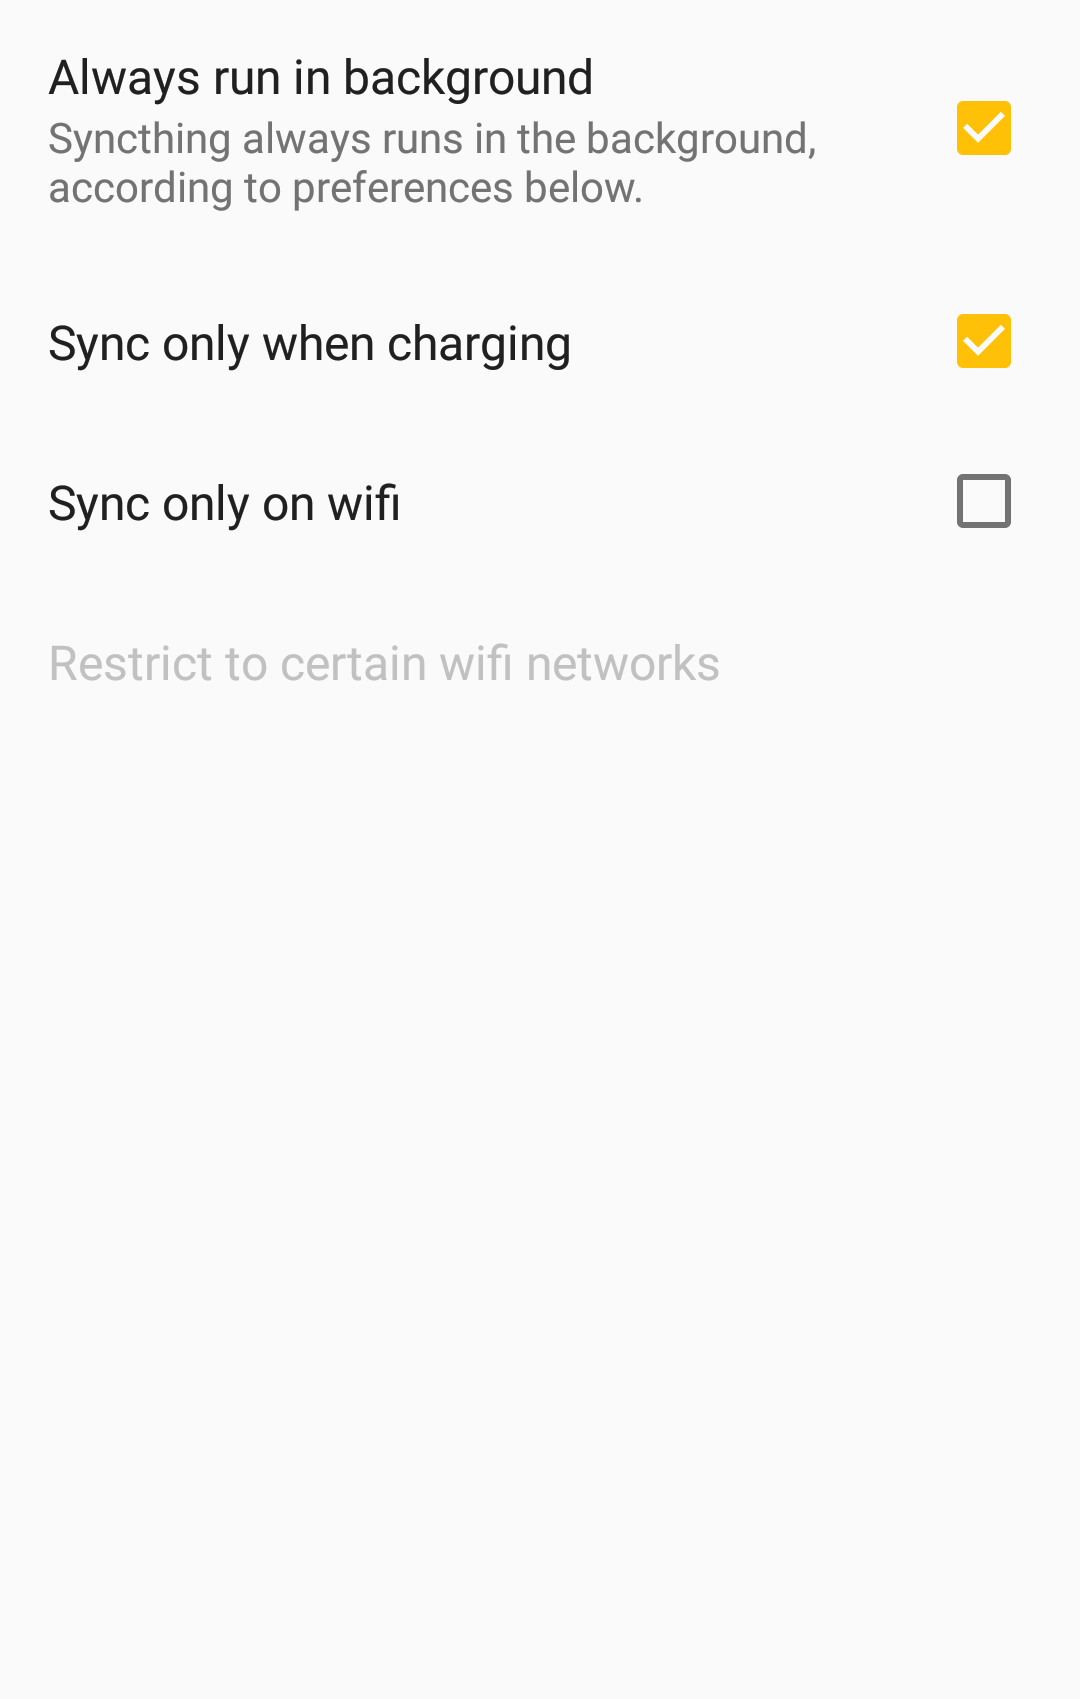 Always run in background
Syncthing always runs in the background,
according to preferences below.
Sync only when charging
Sync only on wifi
Restrict to certain wifi networks